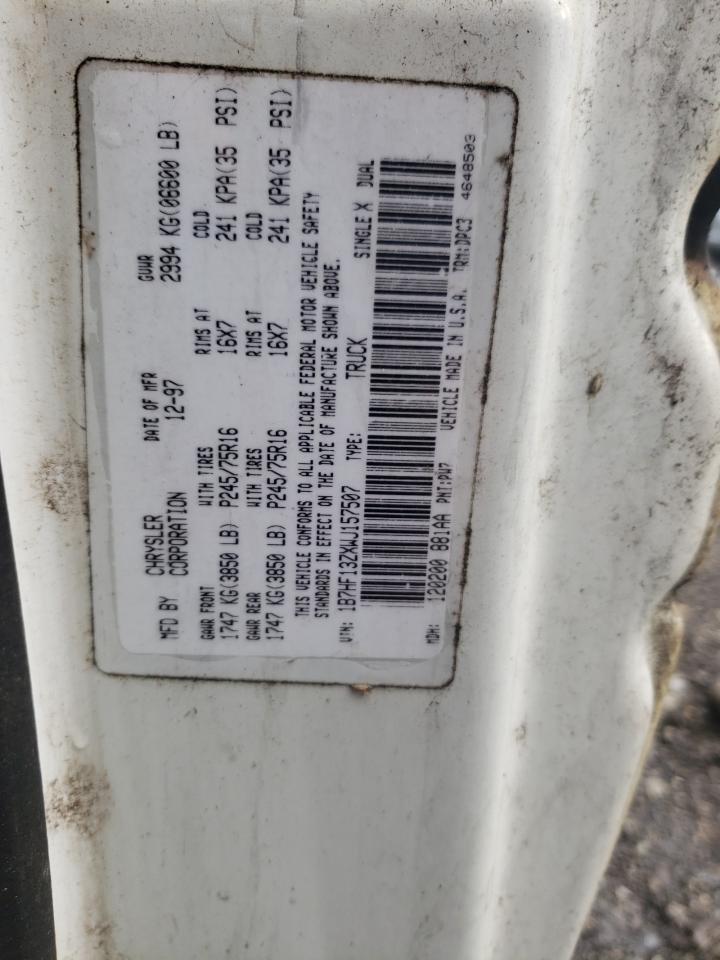 MFD BY CHRYSLER CORPORATION DATE OF MFR 12-97 GVWR 2994 KG(06600 LB)
GAWR FRONT WITH TIRES RIMS AT COLD
1747 KG(3850 LB) P245/75R16 16X7 241 KPA(35 PSI)
GAWR REAR WITH TIRES RIMS AT COLD
1747 KG(3850 LB) P245/75R16 16X7 241 KPA(35 PSI)
THIS VEHICLE CONFORMS TO ALL APPLICABLE FEDERAL MOTOR VEHICLE SAFETY
STANDARDS IN EFFECT ON THE DATE OF MANUFACTURE SHOWN ABOVE.
VIN: 1B7HF13ZXWJ157507 TYPE: TRUCK SINGLE X DUAL
MDH: 120200 881AA PNT:PW7 VEHICLE MADE IN U.S.A. TRM:DPC3 4648503